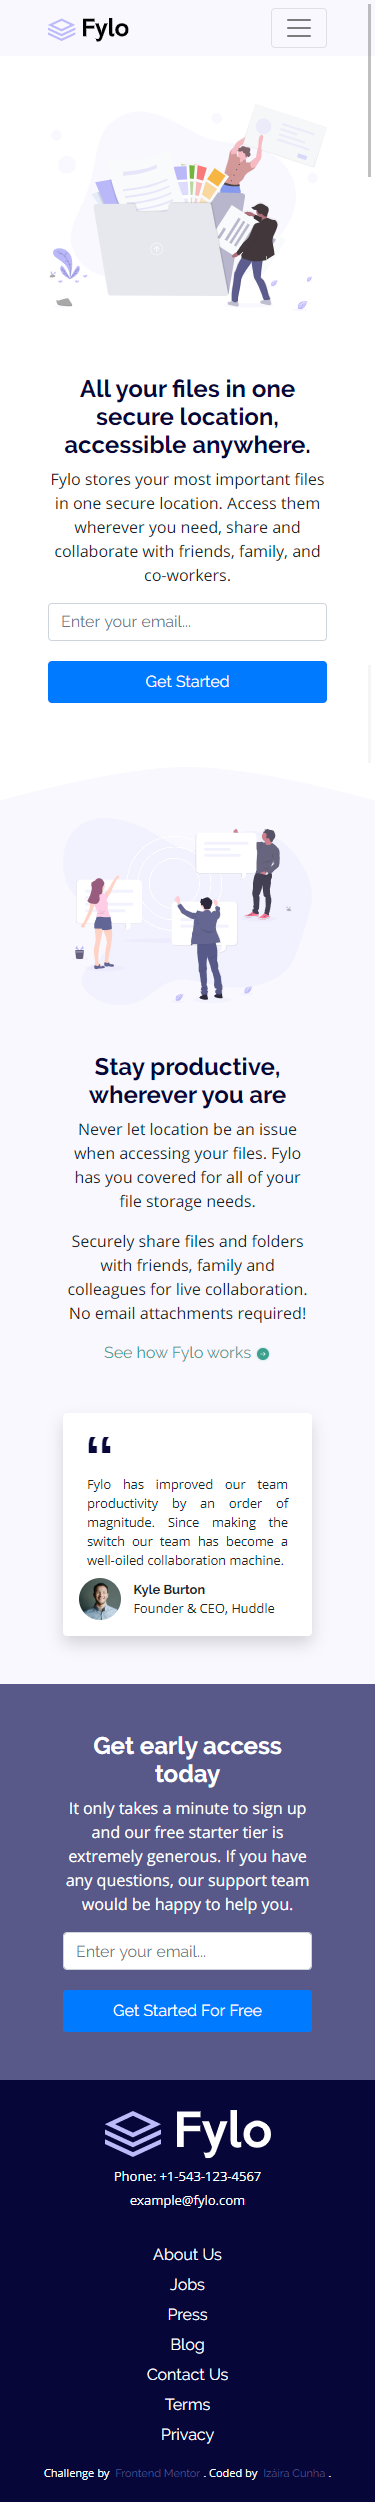 Fylo
All your files in one
secure location,
accessible anywhere.
Fylo stores your most important files
in one secure location. Access them
wherever you need, share and
collaborate with friends, family, and
co-workers.
Enter your email...
Get Started
Stay productive,
wherever you are
Never let location be an issue
when accessing your files. Fylo
has you covered for all of your
file storage needs.
Securely share files and folders
with friends, family and
colleagues for live collaboration.
No email attachments required!
See how Fylo works
“
Fylo has improved our team
productivity by an order of
magnitude. Since making the
switch our team has become a
well-oiled collaboration machine.
Kyle Burton
Founder & CEO, Huddle
Get early access
today
It only takes a minute to sign up
and our free starter tier is
extremely generous. If you have
any questions, our support team
would be happy to help you.
Enter your email...
Get Started For Free
Fylo
Phone: +1-543-123-4567
example@fylo.com
About Us
Jobs
Press
Blog
Contact Us
Terms
Privacy
Challenge by Frontend Mentor . Coded by Izáira Cunha .